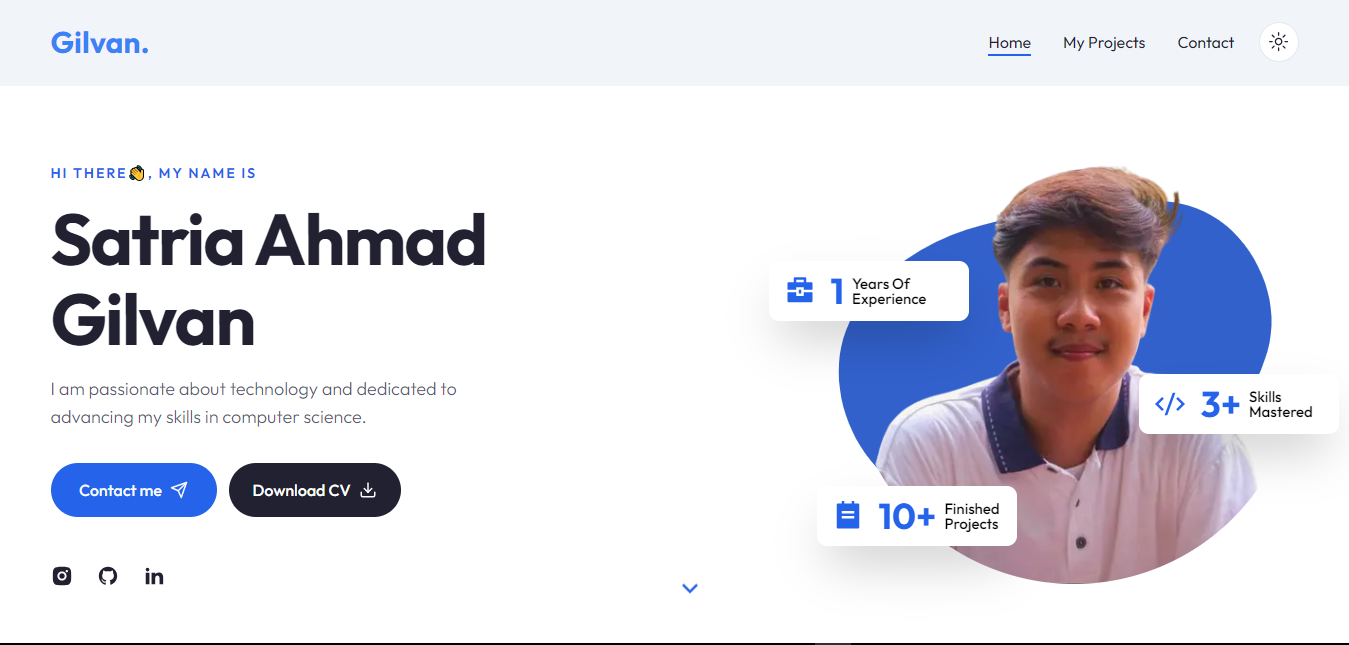 Gilvan.
Home
My Projects
Contact
HI THERE👏, MY NAME IS
Satria Ahmad
Gilvan
I am passionate about technology and dedicated to
advancing my skills in computer science.
Contact me
Download CV
1
Years Of
Experience
3+
Skills
Mastered
10+
Finished
Projects